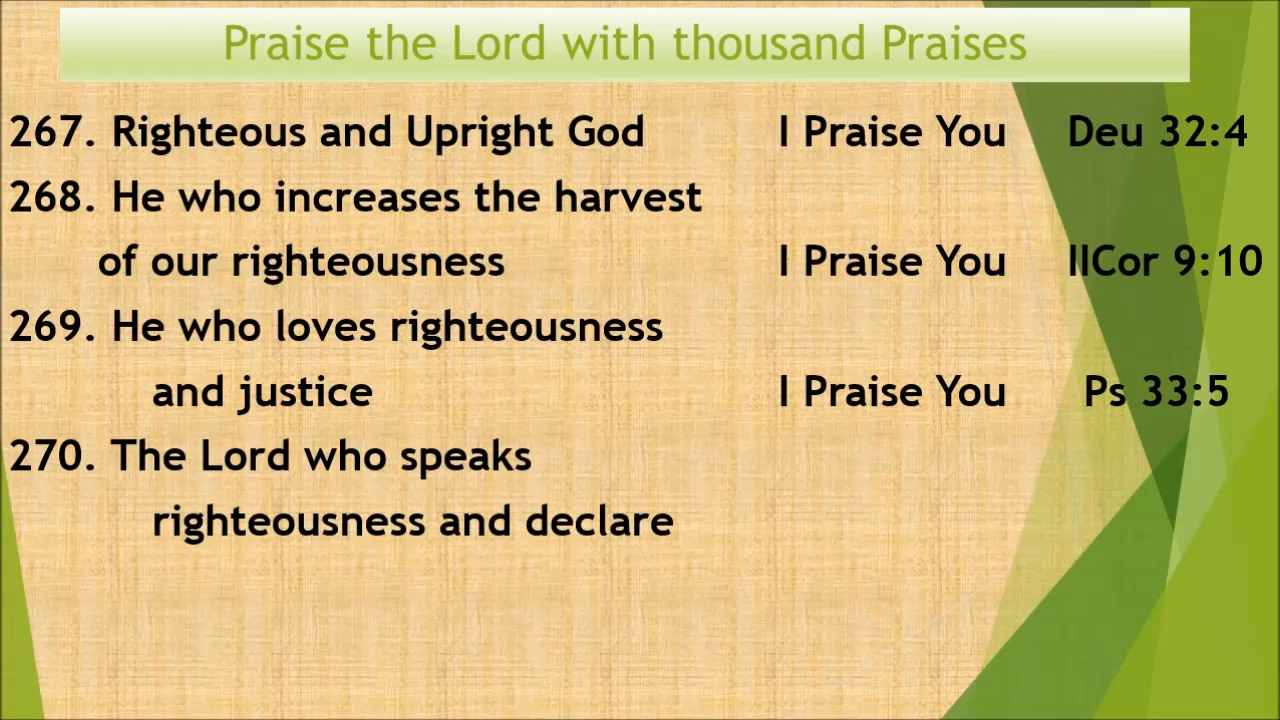 Praise the Lord with thousand Praises
267. Righteous and Upright God I Praise You Deu 32:4
268. He who increases the harvest
of our righteousness I Praise You IICor 9:10
269. He who loves righteousness
and justice I Praise You Ps 33:5
270. The Lord who speaks
righteousness and declare